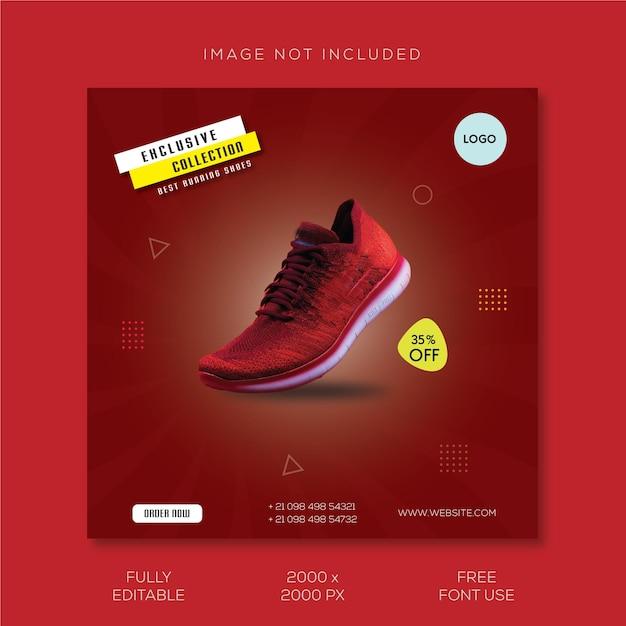 IMAGE NOT INCLUDED
EXCLUSIVE
COLLECTION
BEST RUNNING SHOES
LOGO
35%
OFF
ORDER NOW
+ 21 098 498 54321
+ 21 098 498 54732
WWW.WEBSITE.COM
FULLY
EDITABLE
2000 x
2000 PX
FREE
FONT USE